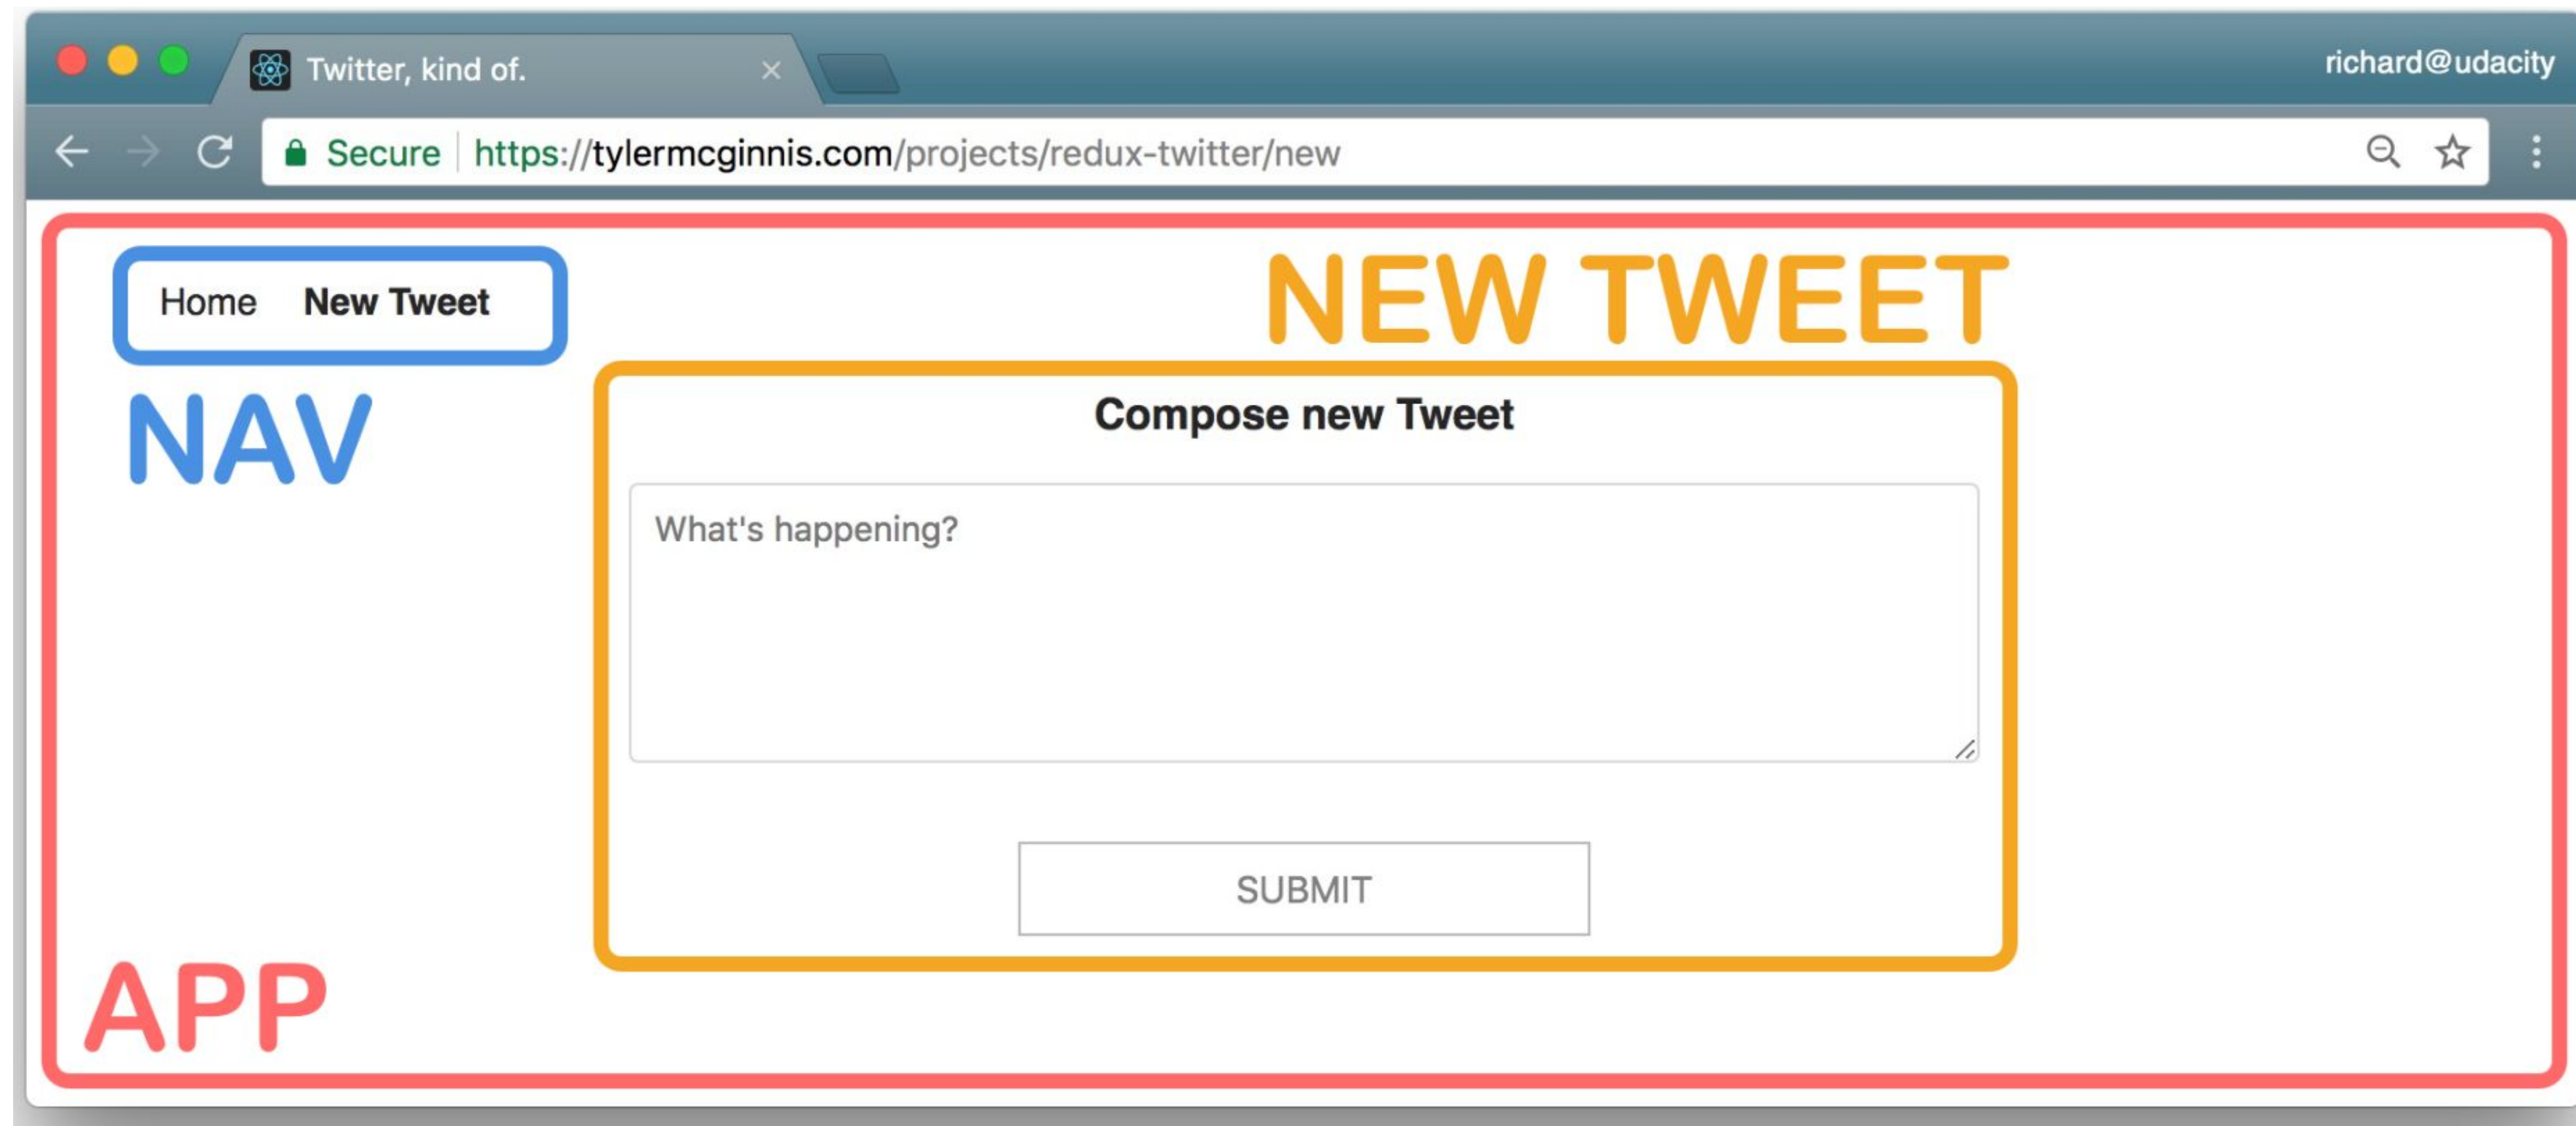 Twitter, kind of.
richard@udacity
Secure https://tylermcginnis.com/projects/redux-twitter/new
Home New Tweet
NEW TWEET
NAV
Compose new Tweet
What's happening?
SUBMIT
APP